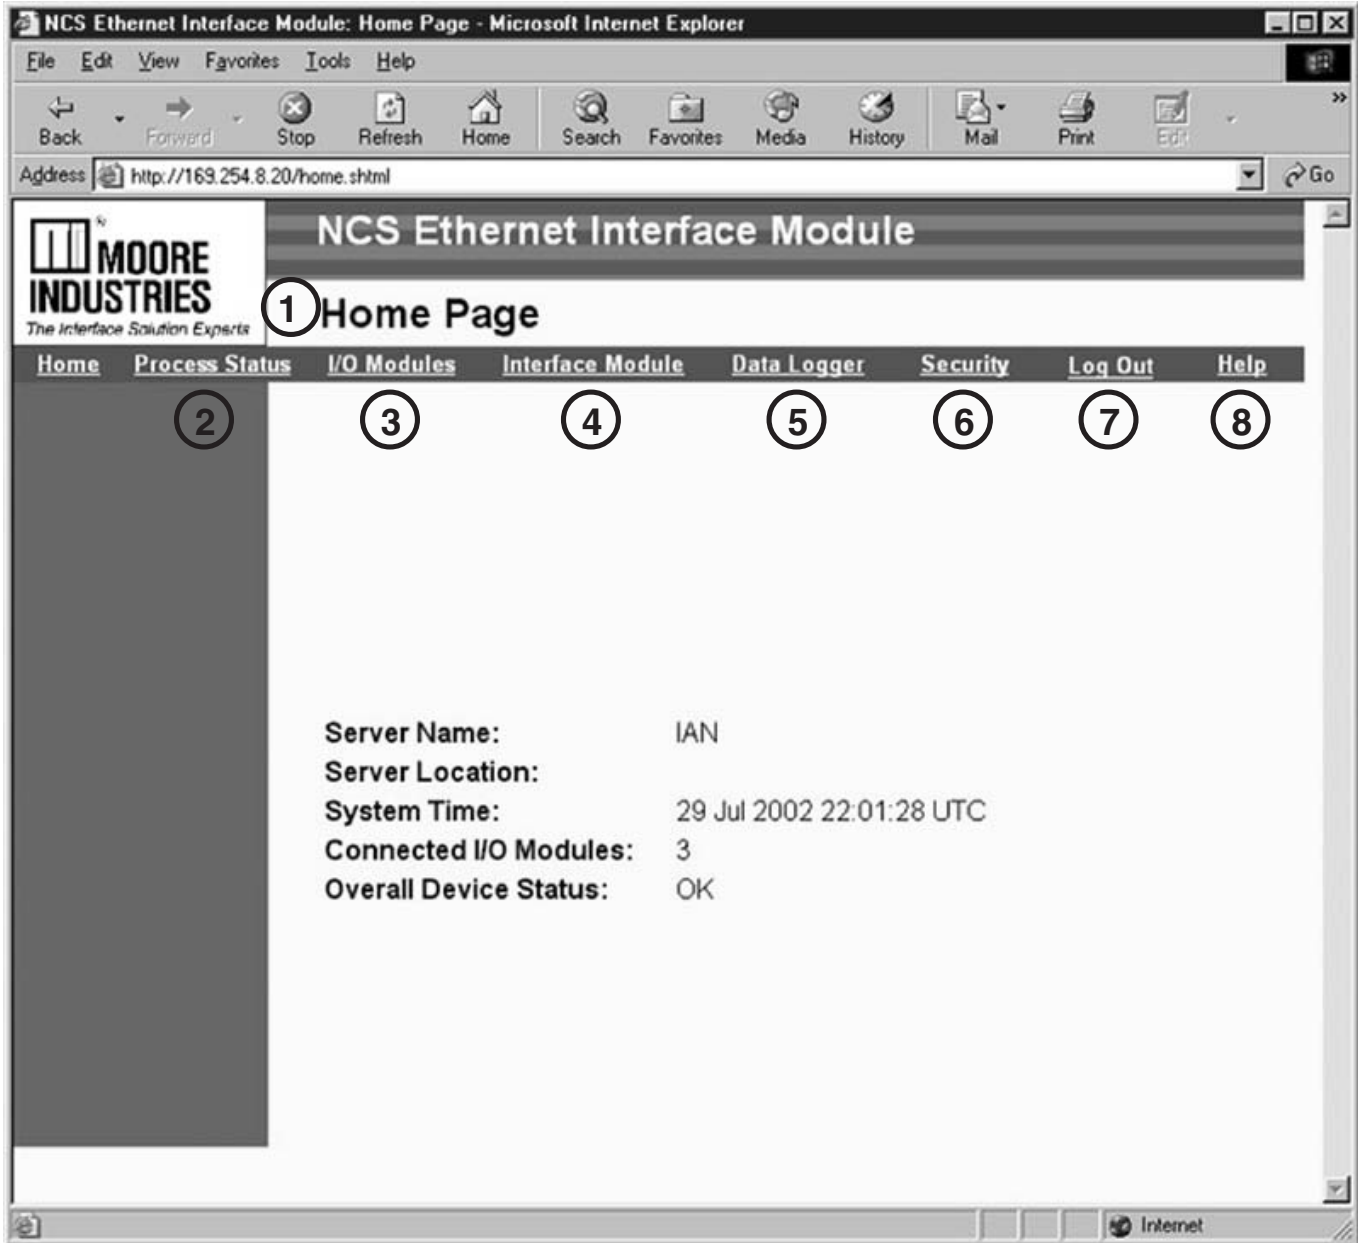 NCS Ethernet Interface Module: Home Page - Microsoft Internet Explorer
File Edit View Favorites Tools Help
Back Forward Stop Refresh Home Search Favorites Media History Mail Print Edit »
Address http://169.254.8.20/home.shtml Go
MOORE INDUSTRIES
The Interface Solution Experts
NCS Ethernet Interface Module
1 Home Page
Home Process Status I/O Modules Interface Module Data Logger Security Log Out Help
2 3 4 5 6 7 8
Server Name: IAN
Server Location:
System Time: 29 Jul 2002 22:01:28 UTC
Connected I/O Modules: 3
Overall Device Status: OK
Internet